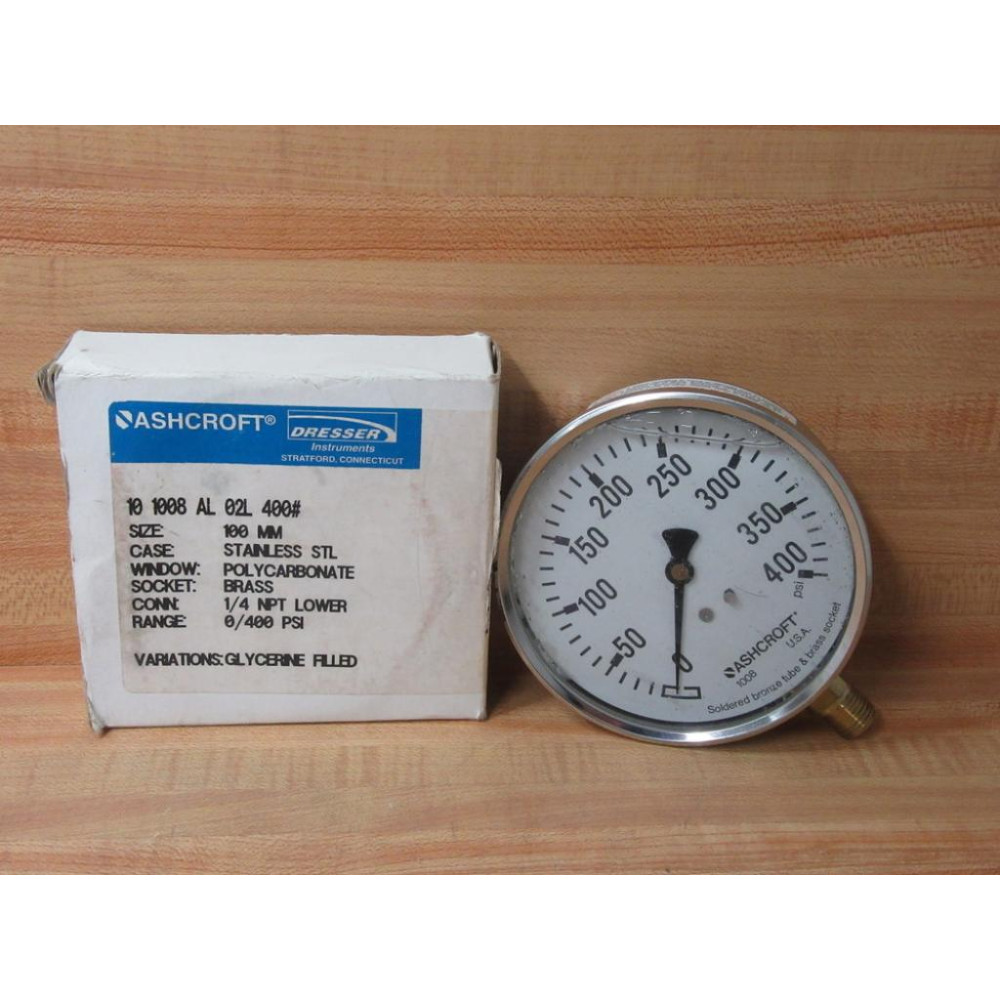 ASHCROFT®
DRESSER
Instruments
STRATFORD, CONNECTICUT
10 1008 AL 02L 400#
SIZE: 100 MM
CASE: STAINLESS STL
WINDOW: POLYCARBONATE
SOCKET: BRASS
CONN: 1/4 NPT LOWER
RANGE: 0/400 PSI
VARIATIONS: GLYCERINE FILLED
0
50
100
150
200
250
300
350
400
psi
ASHCROFT®
1008 U.S.A.
Soldered bronze tube & brass socket